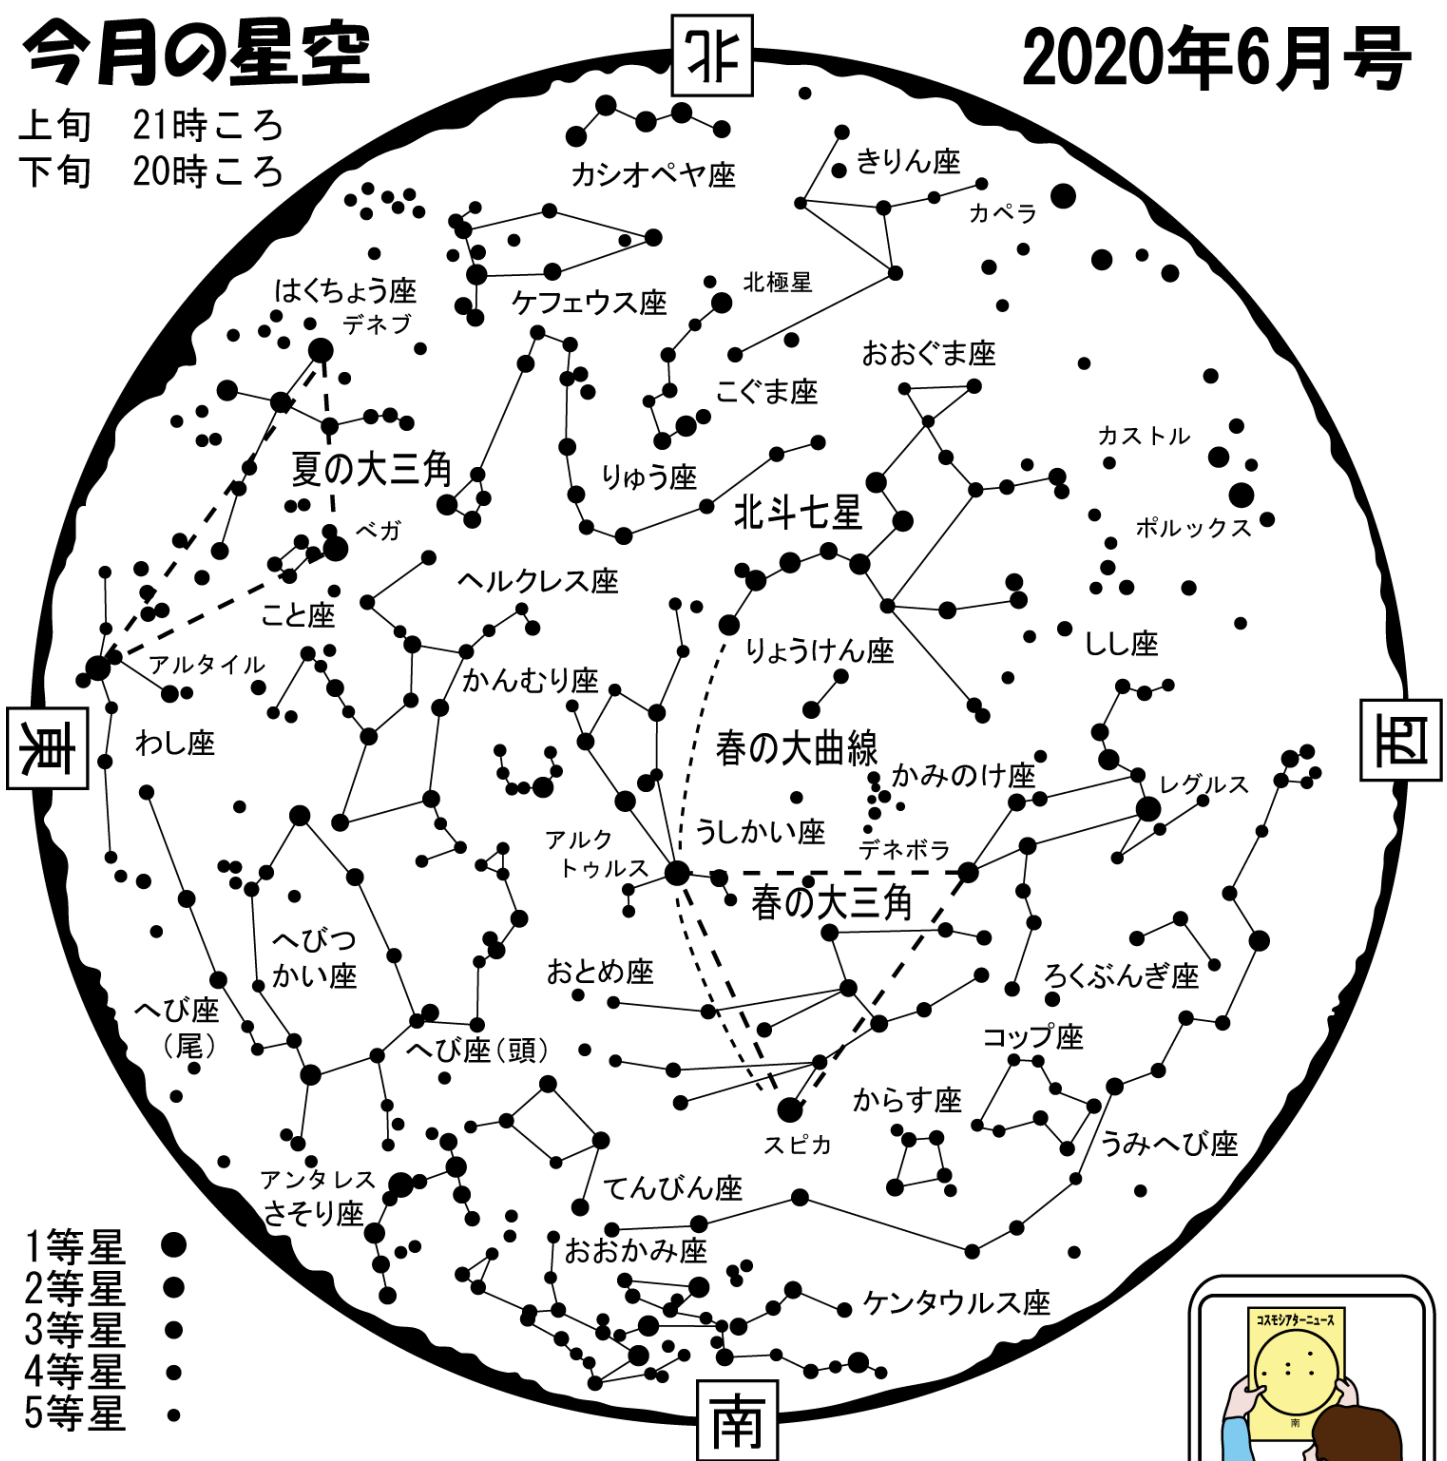 今月の星空
2020年6月号
上旬 21時ころ
下旬 20時ころ
北
カシオペヤ座
きりん座
カペラ
北極星
はくちょう座
デネブ
ケフェウス座
おおぐま座
こぐま座
カストル
夏の大三角
りゅう座
北斗七星
ポルックス
ベガ
ヘルクレス座
こと座
りょうけん座
しし座
アルタイル
かんむり座
東
わし座
春の大曲線
西
かみのけ座
レグルス
アルク
トゥルス
うしかい座
デネボラ
春の大三角
へびつ
かい座
おとめ座
ろくぶんぎ座
へび座
(尾)
へび座(頭)
コップ座
からす座
スピカ
うみへび座
アンタレス
さそり座
てんびん座
おおかみ座
ケンタウルス座
1等星
2等星
3等星
4等星
5等星
南
コスモシアターニュース
南